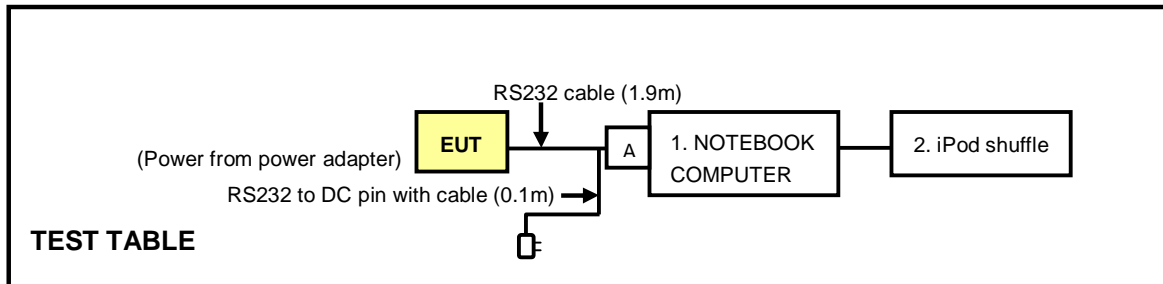 RS232 cable (1.9m)
EUT
A
1. NOTEBOOK
COMPUTER
2. iPod shuffle
(Power from power adapter)
RS232 to DC pin with cable (0.1m)
TEST TABLE